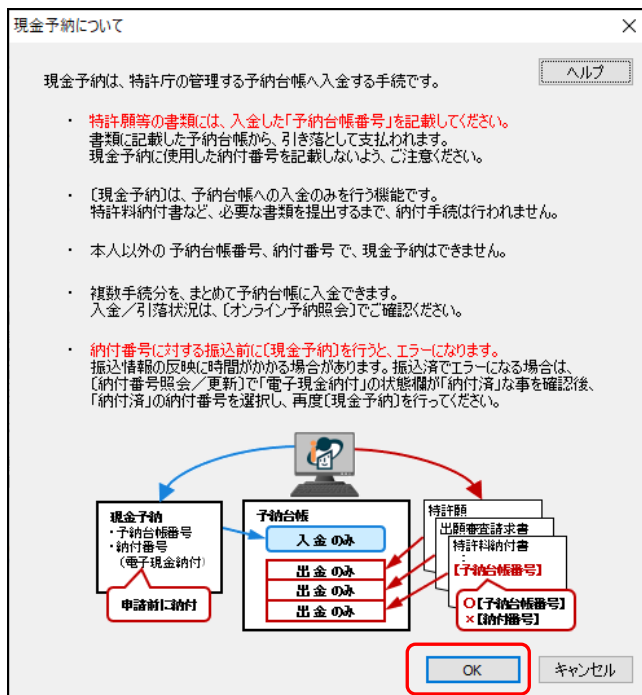 現金予納について
ヘルプ
現金予納は、特許庁の管理する予納台帳へ入金する手続です。
・ 特許願等の書類には、入金した「予納台帳番号」を記載してください。
書類に記載した予納台帳から、引き落として支払われます。
現金予納に使用した納付番号を記載しないよう、ご注意ください。
・ 〔現金予納〕は、予納台帳への入金のみを行う機能です。
特許料納付書など、必要な書類を提出するまで、納付手続は行われません。
・ 本人以外の 予納台帳番号、納付番号 で、現金予納はできません。
・ 複数手続分を、まとめて予納台帳に入金できます。
入金／引落状況は、〔オンライン予納照会〕でご確認ください。
・ 納付番号に対する振込前に〔現金予納〕を行うと、エラーになります。
振込情報の反映に時間がかかる場合があります。振込済でエラーになる場合は、
〔納付番号照会／更新〕で「電子現金納付」の状態欄が「納付済」な事を確認後、
「納付済」の納付番号を選択し、再度〔現金予納〕を行ってください。
現金予納
・予納台帳番号
・納付番号
（電子現金納付）
申請前に納付
予納台帳
入金のみ
出金のみ
出金のみ
出金のみ
特許願
出願審査請求書
特許料納付書
：
【予納台帳番号】
○【予納台帳番号】
×【納付番号】
OK
キャンセル